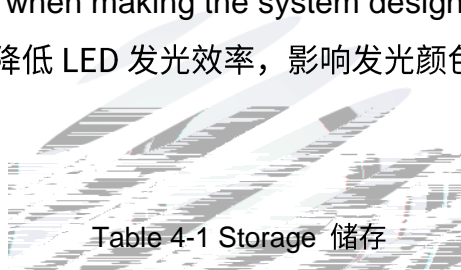 when making the system design
降低 LED 发光效率，影响发光颜色
Table 4-1 Storage 储存